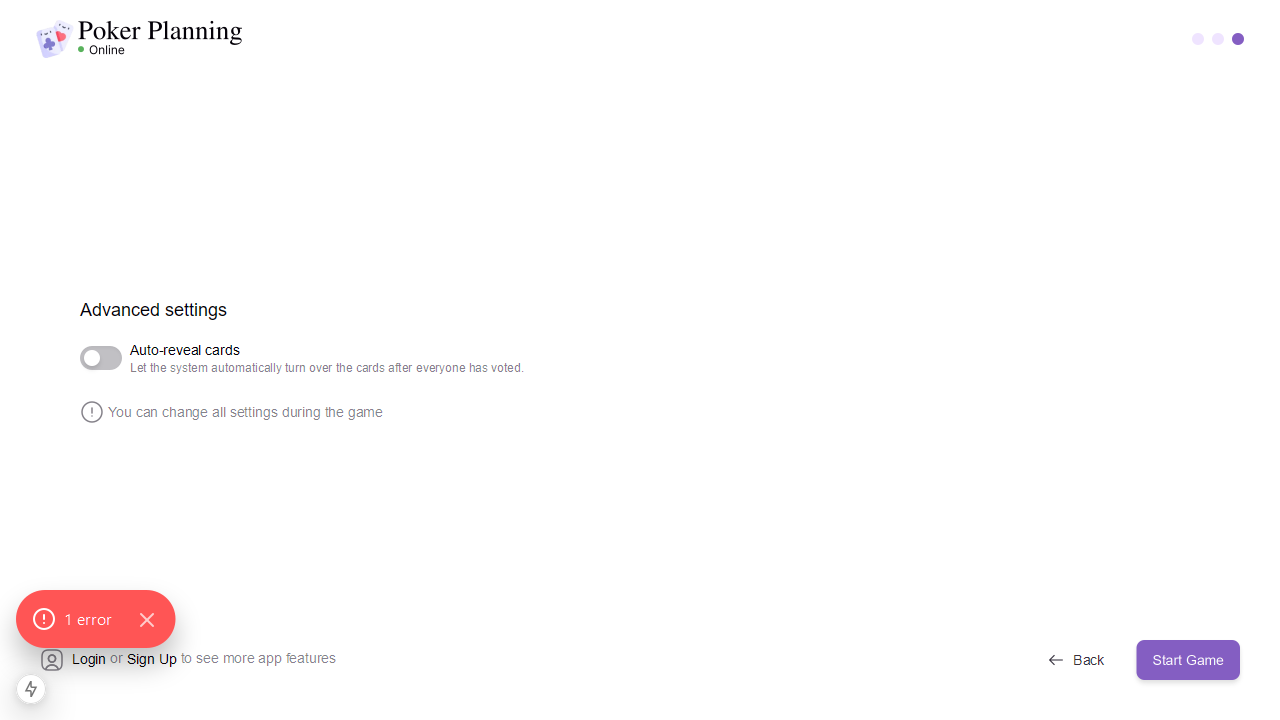 Poker Planning
Online
Advanced settings
Auto-reveal cards
Let the system automatically turn over the cards after everyone has voted.
You can change all settings during the game
1 error
Login or Sign Up to see more app features
Back
Start Game